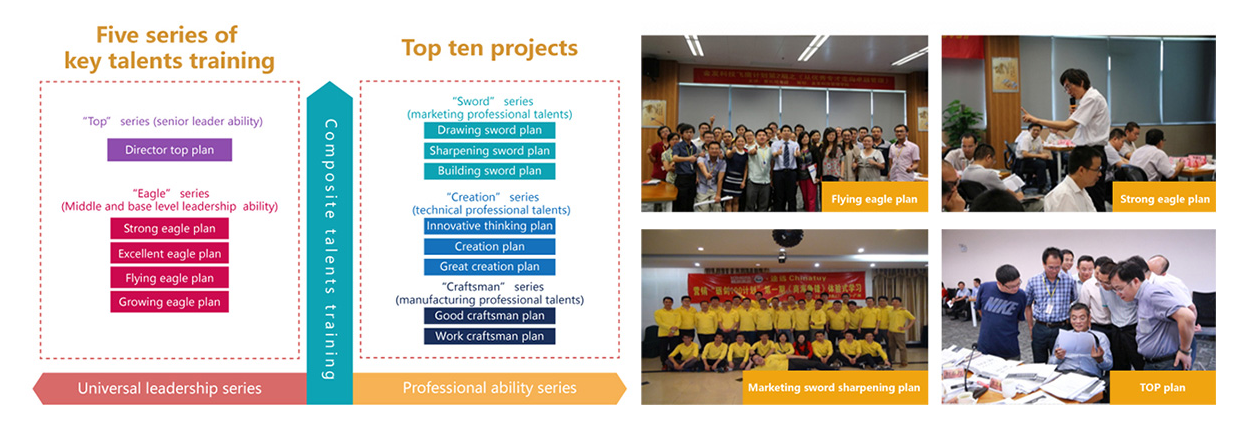 Five series of
key talents training
“Top” series (senior leader ability)
Director top plan
“Eagle” series
(Middle and base level leadership ability)
Strong eagle plan
Excellent eagle plan
Flying eagle plan
Growing eagle plan
Universal leadership series
Composite talents training
Top ten projects
“Sword” series
(marketing professional talents)
Drawing sword plan
Sharpening sword plan
Building sword plan
“Creation” series
(technical professional talents)
Innovative thinking plan
Creation plan
Great creation plan
“Craftsman” series
(manufacturing professional talents)
Good craftsman plan
Work craftsman plan
Professional ability series
Flying eagle plan
Strong eagle plan
Chinatuy
Marketing sword sharpening plan
NIKE
TOP plan